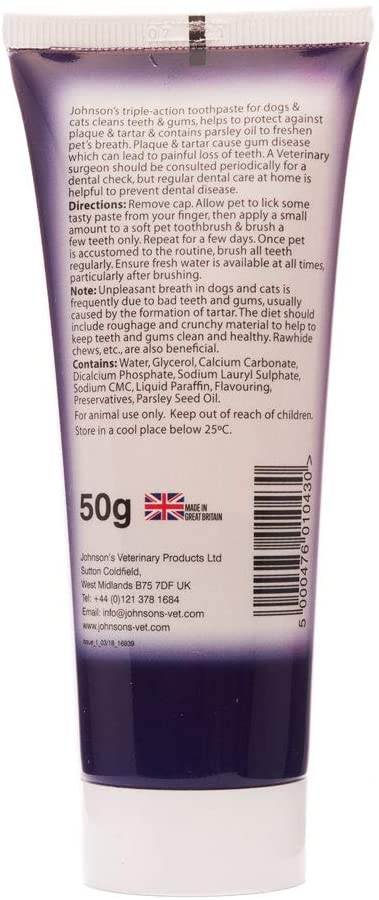 Johnson's triple-action toothpaste for dogs &
cats cleans teeth & gums, helps to protect against
plaque & tartar & contains parsley oil to freshen
pet's breath. Plaque & tartar cause gum disease
which can lead to painful loss of teeth. A Veterinary
surgeon should be consulted periodically for a
dental check, but regular dental care at home is
helpful to prevent dental disease.
Directions: Remove cap. Allow pet to lick some
tasty paste from your finger, then apply a small
amount to a soft pet toothbrush & brush a
few teeth only. Repeat for a few days. Once pet
is accustomed to the routine, brush all teeth
regularly. Ensure fresh water is available at all times,
particularly after brushing.
Note: Unpleasant breath in dogs and cats is
frequently due to bad teeth and gums, usually
caused by the formation of tartar. The diet should
include roughage and crunchy material to help to
keep teeth and gums clean and healthy. Rawhide
chews, etc., are also beneficial.
Contains: Water, Glycerol, Calcium Carbonate,
Dicalcium Phosphate, Sodium Lauryl Sulphate,
Sodium CMC, Liquid Paraffin, Flavouring,
Preservatives, Parsley Seed Oil.
For animal use only. Keep out of reach of children.
Store in a cool place below 25ºC.
50g
MADE IN
GREAT BRITAIN
Johnson's Veterinary Products Ltd
Sutton Coldfield,
West Midlands B75 7DF UK
Tel: +44 (0)121 378 1684
Email: info@johnsons-vet.com
www.johnsons-vet.com
Issue_1_03/18_16939
5 000476 010430 >